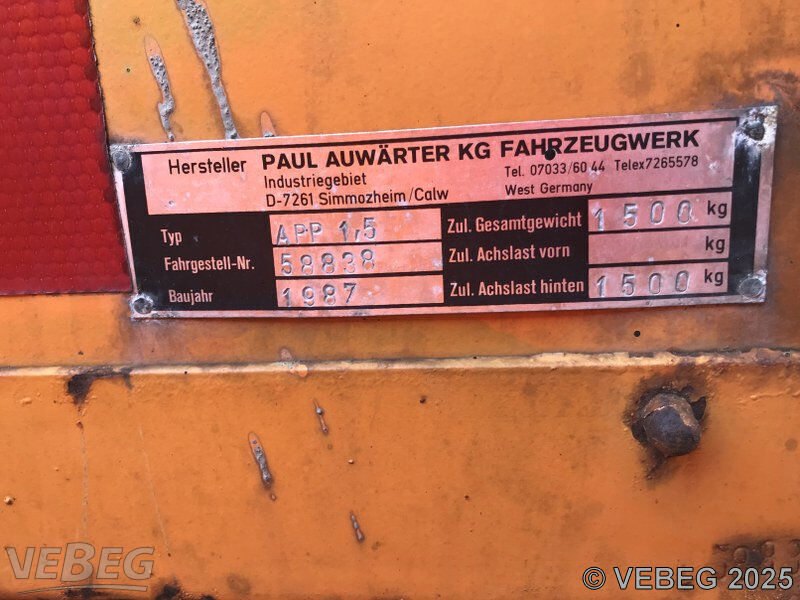 Hersteller PAUL AUWÄRTER KG FAHRZEUGWERK
Industriegebiet Tel. 07033/60 44 Telex7265578
D-7261 Simmozheim/Calw West Germany
Typ APP 1,5 Zul. Gesamtgewicht 1500 kg
Fahrgestell-Nr. 58838 Zul. Achslast vorn kg
Baujahr 1987 Zul. Achslast hinten 1500 kg
VEBEG
© VEBEG 2025